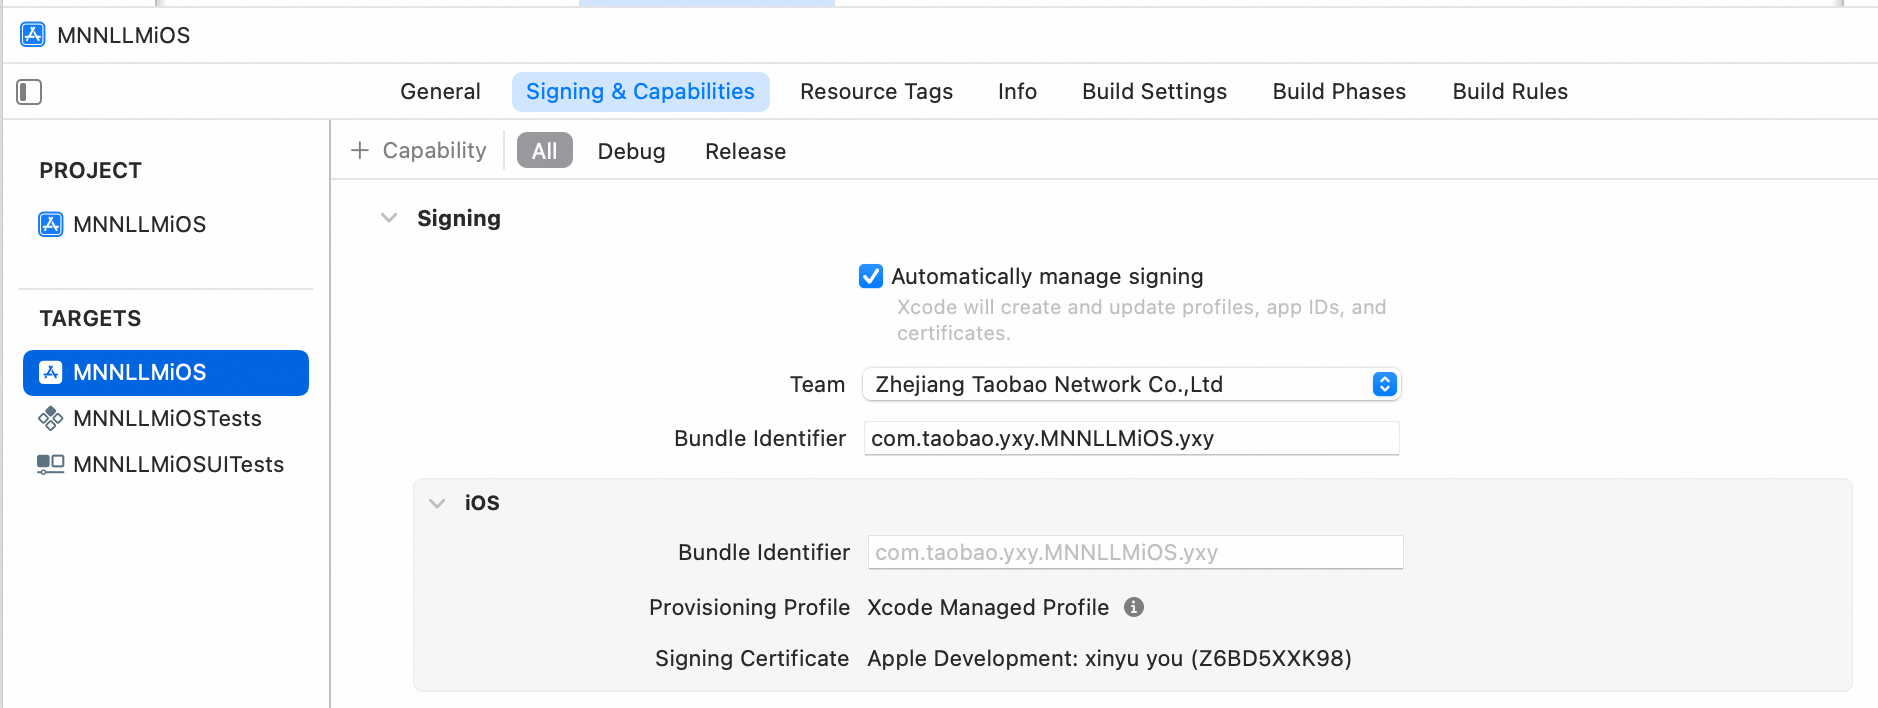 MNNLLMiOS
General Signing & Capabilities Resource Tags Info Build Settings Build Phases Build Rules
PROJECT
MNNLLMiOS
TARGETS
MNNLLMiOS
MNNLLMiOSTests
MNNLLMiOSUITests
+ Capability All Debug Release
Signing
Automatically manage signing
Xcode will create and update profiles, app IDs, and
certificates.
Team Zhejiang Taobao Network Co.,Ltd
Bundle Identifier com.taobao.yxy.MNNLLMiOS.yxy
iOS
Bundle Identifier com.taobao.yxy.MNNLLMiOS.yxy
Provisioning Profile Xcode Managed Profile
Signing Certificate Apple Development: xinyu you (Z6BD5XXK98)